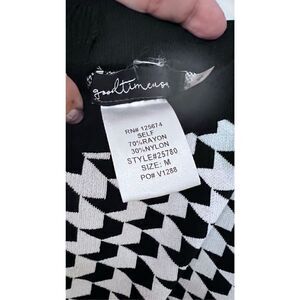 goodtimeusa
RN# 125674
SELF
70%RAYON
30%NYLON
STYLE#25780
SIZE: M
PO# V1288